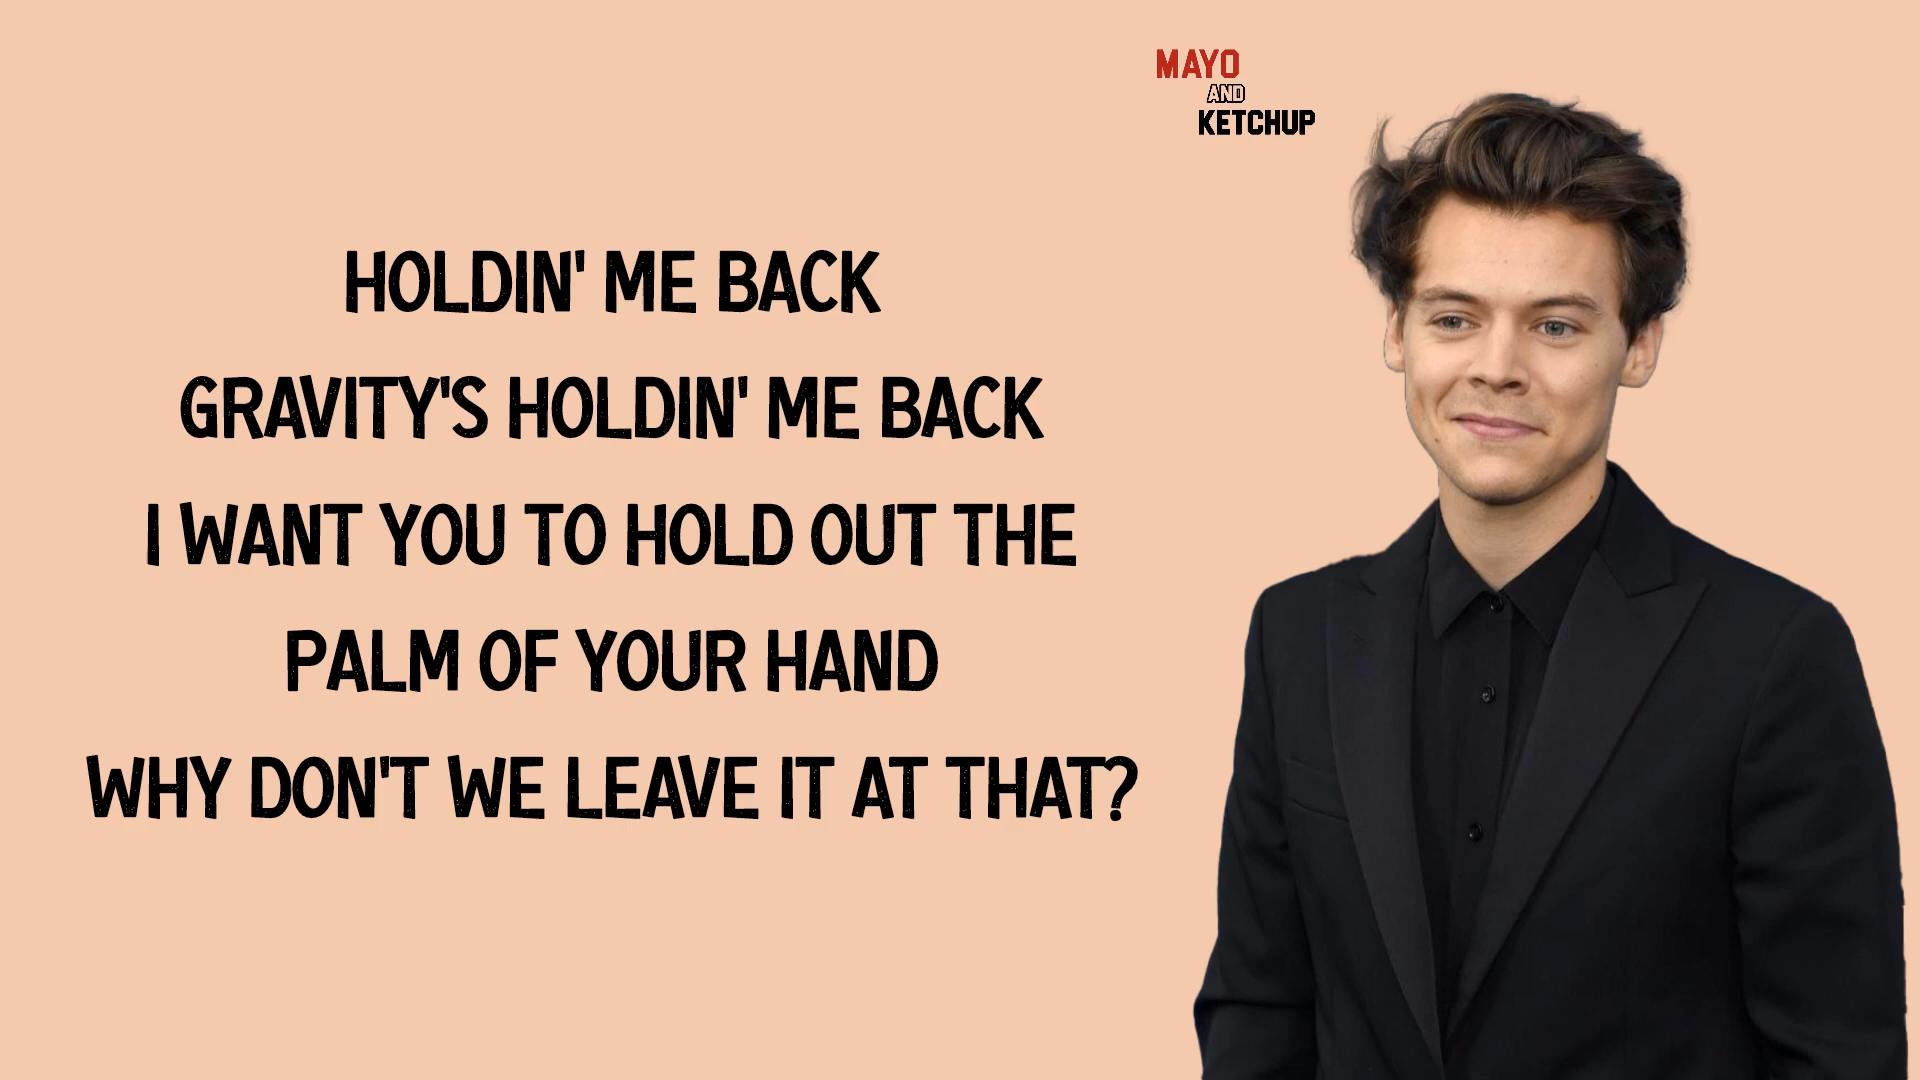 MAYO
AND
KETCHUP
HOLDIN' ME BACK
GRAVITY'S HOLDIN' ME BACK
I WANT YOU TO HOLD OUT THE
PALM OF YOUR HAND
WHY DON'T WE LEAVE IT AT THAT?